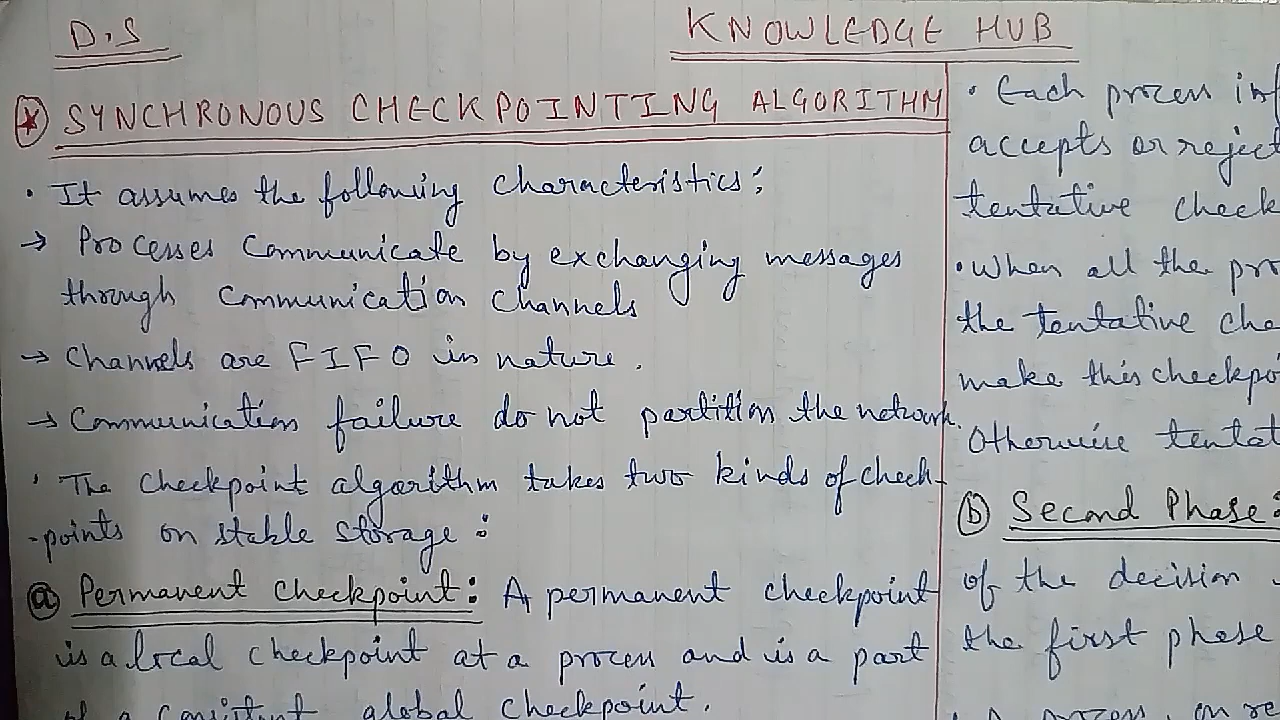 D.S
KNOWLEDGE HUB
* SYNCHRONOUS CHECKPOINTING ALGORITHM
• It assumes the following characteristics:
→ Processes communicate by exchanging messages
through communication channels
→ Channels are FIFO in nature.
→ Communication failure do not partition the network.
• The checkpoint algorithm takes two kinds of check-
-points on stable storage:
(a) Permanent Checkpoint: A permanent checkpoint
is a local checkpoint at a process and is a part
of a consistent global checkpoint.
• Each process inf
accepts or reject
tentative check
• When all the pro
the tentative che
make this checkpo
Otherwise tentat
(b) Second Phase:
of the decision
the first phase